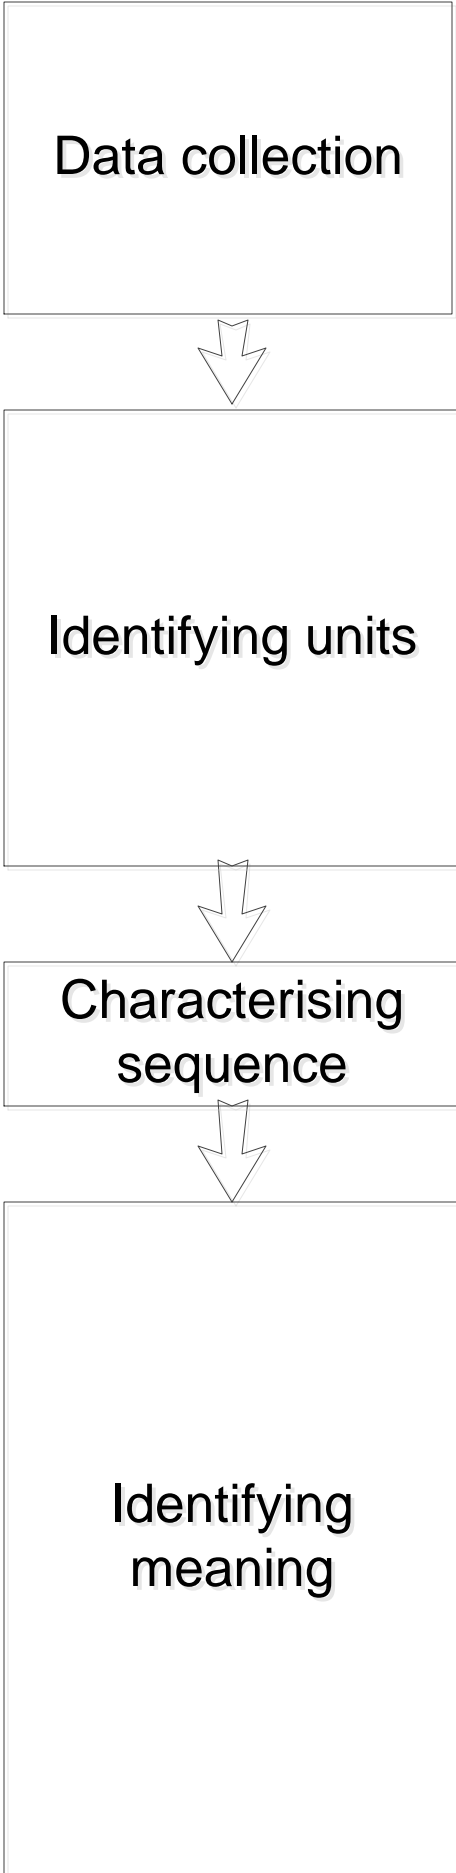 Data collection
Identifying units
Characterising
sequence
Identifying
meaning